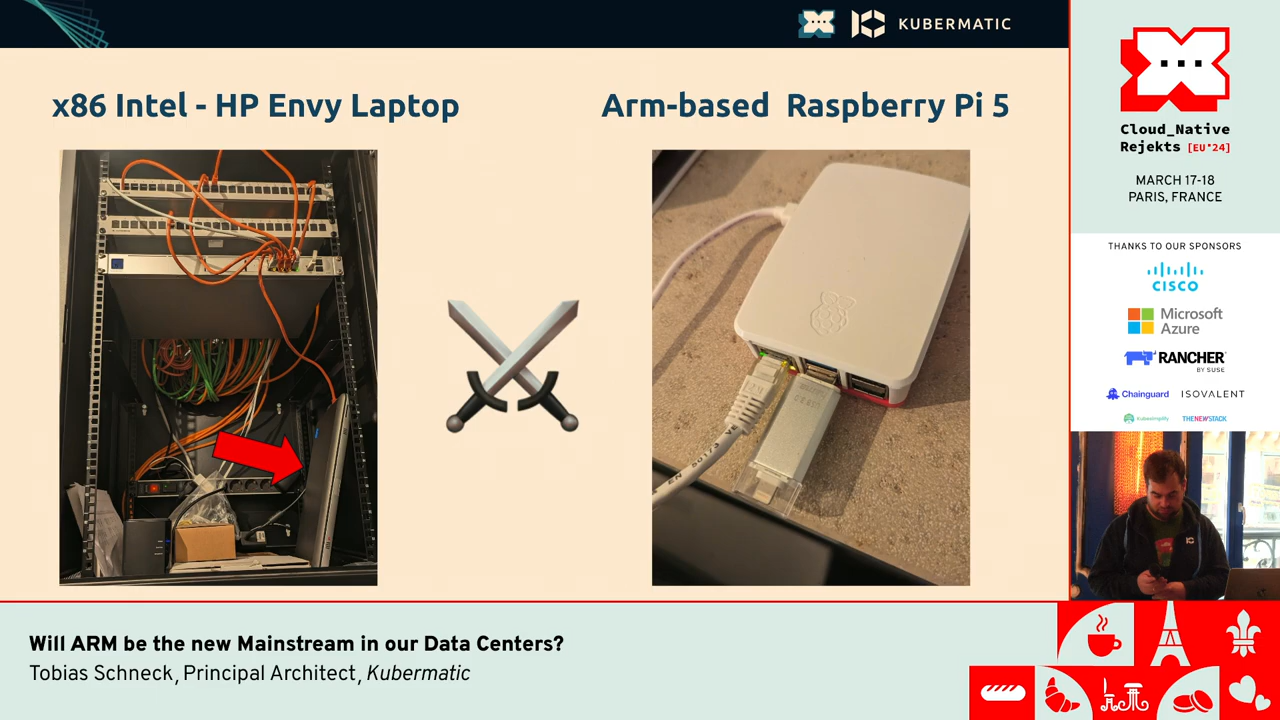 KUBERMATIC
x86 Intel - HP Envy Laptop
Arm-based Raspberry Pi 5
Cloud_Native
Rejekts [EU'24]
MARCH 17-18
PARIS, FRANCE
THANKS TO OUR SPONSORS
CISCO
Microsoft
Azure
RANCHER
BY SUSE
Chainguard
ISOVALENT
Kubesimplify
THENEWSTACK
Will ARM be the new Mainstream in our Data Centers?
Tobias Schneck, Principal Architect, Kubermatic